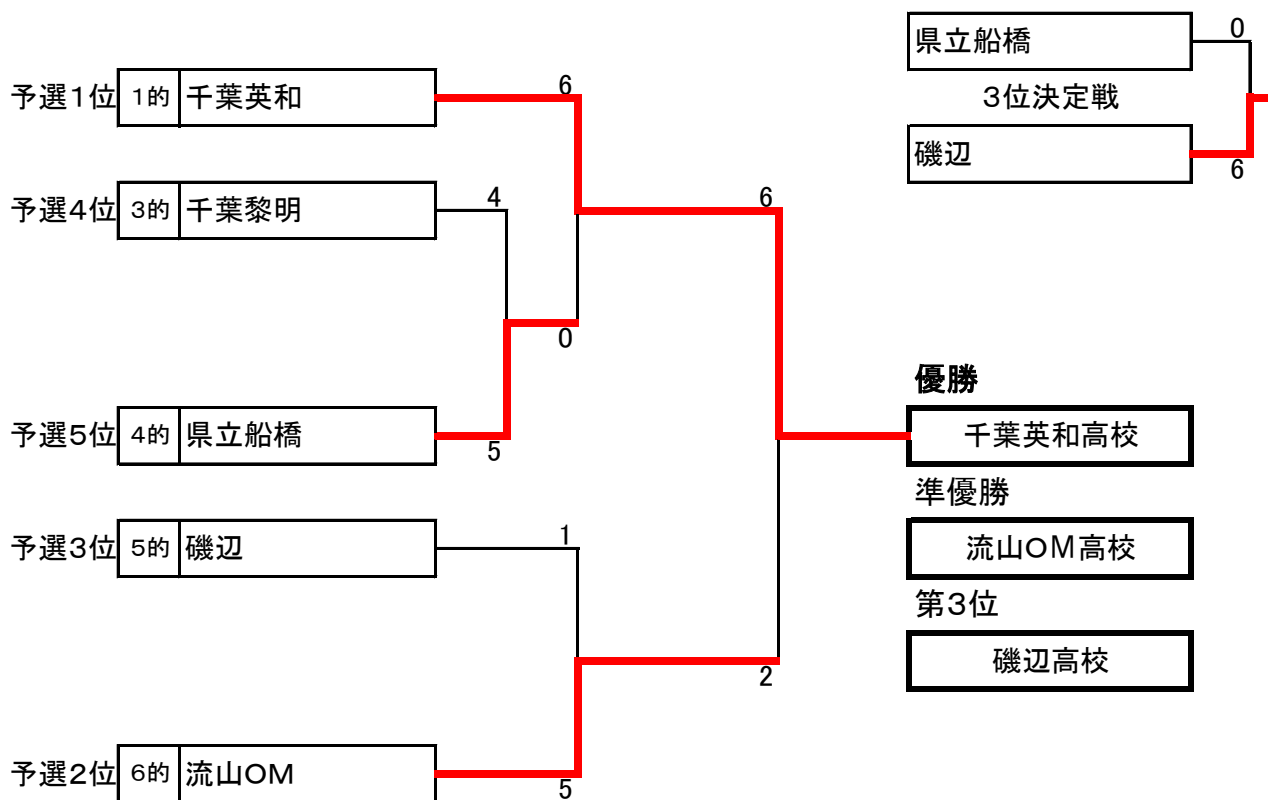 県立船橋
0
3位決定戦
磯辺
6
予選1位 1的 千葉英和
6
予選4位 3的 千葉黎明
4
6
0
予選5位 4的 県立船橋
5
優勝
千葉英和高校
準優勝
流山OM高校
第3位
磯辺高校
予選3位 5的 磯辺
1
2
予選2位 6的 流山OM
5